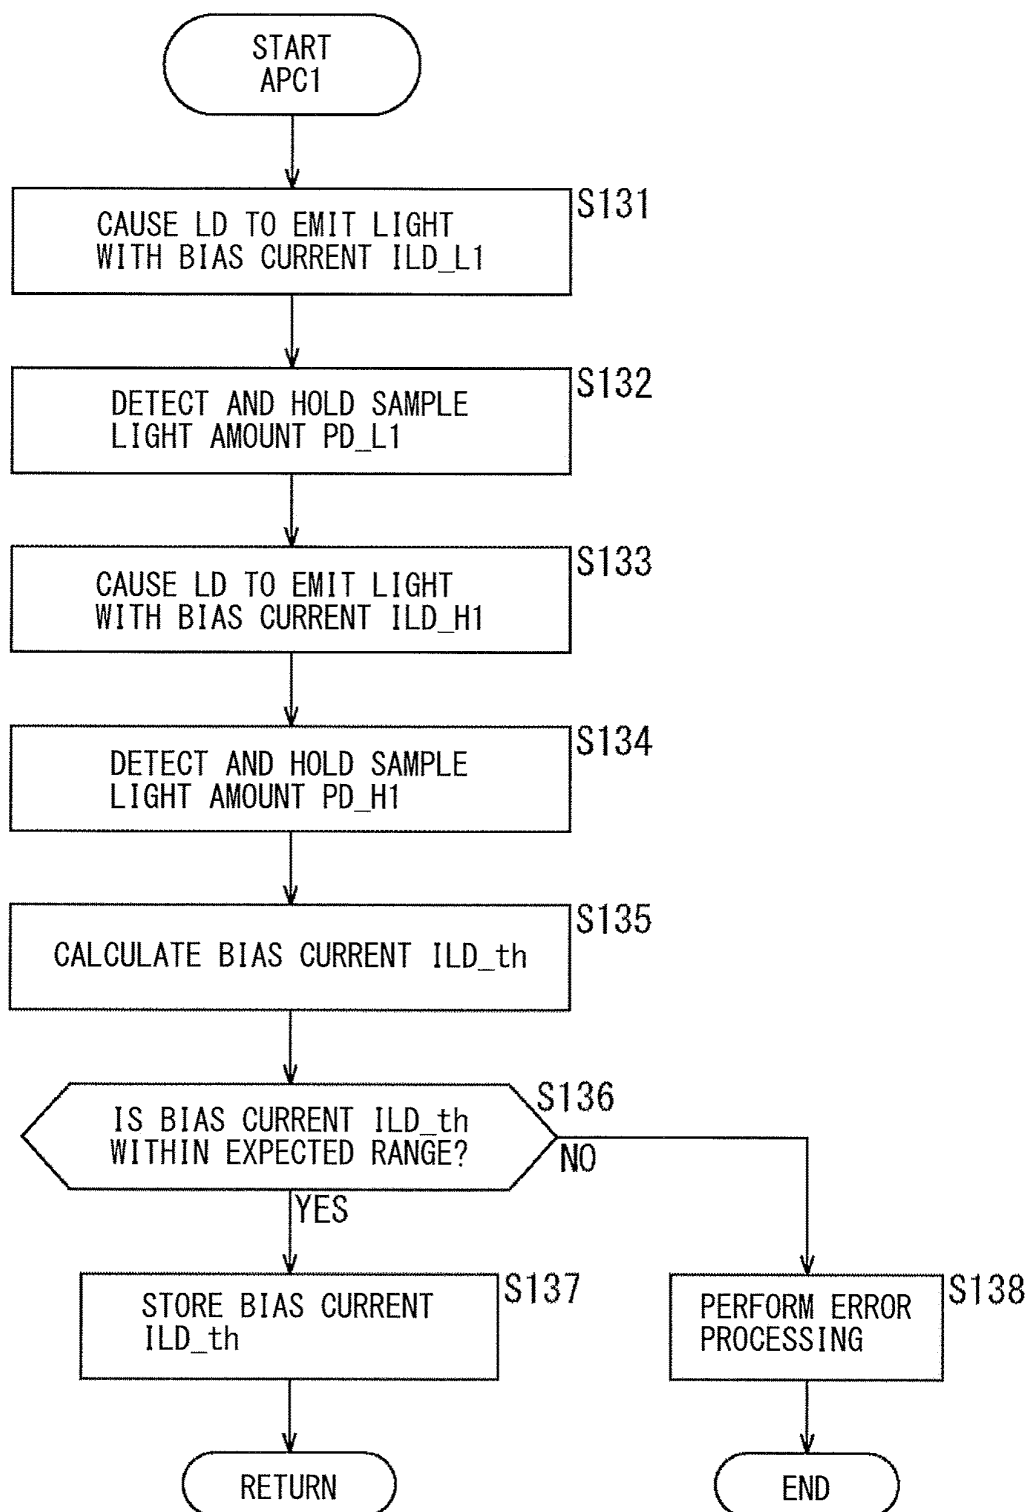 START
APC1
S131
CAUSE LD TO EMIT LIGHT
WITH BIAS CURRENT ILD_L1
S132
DETECT AND HOLD SAMPLE
LIGHT AMOUNT PD_L1
S133
CAUSE LD TO EMIT LIGHT
WITH BIAS CURRENT ILD_H1
S134
DETECT AND HOLD SAMPLE
LIGHT AMOUNT PD_H1
S135
CALCULATE BIAS CURRENT ILD_th
S136
IS BIAS CURRENT ILD_th
WITHIN EXPECTED RANGE?
NO
YES
S137
STORE BIAS CURRENT
ILD_th
S138
PERFORM ERROR
PROCESSING
RETURN
END